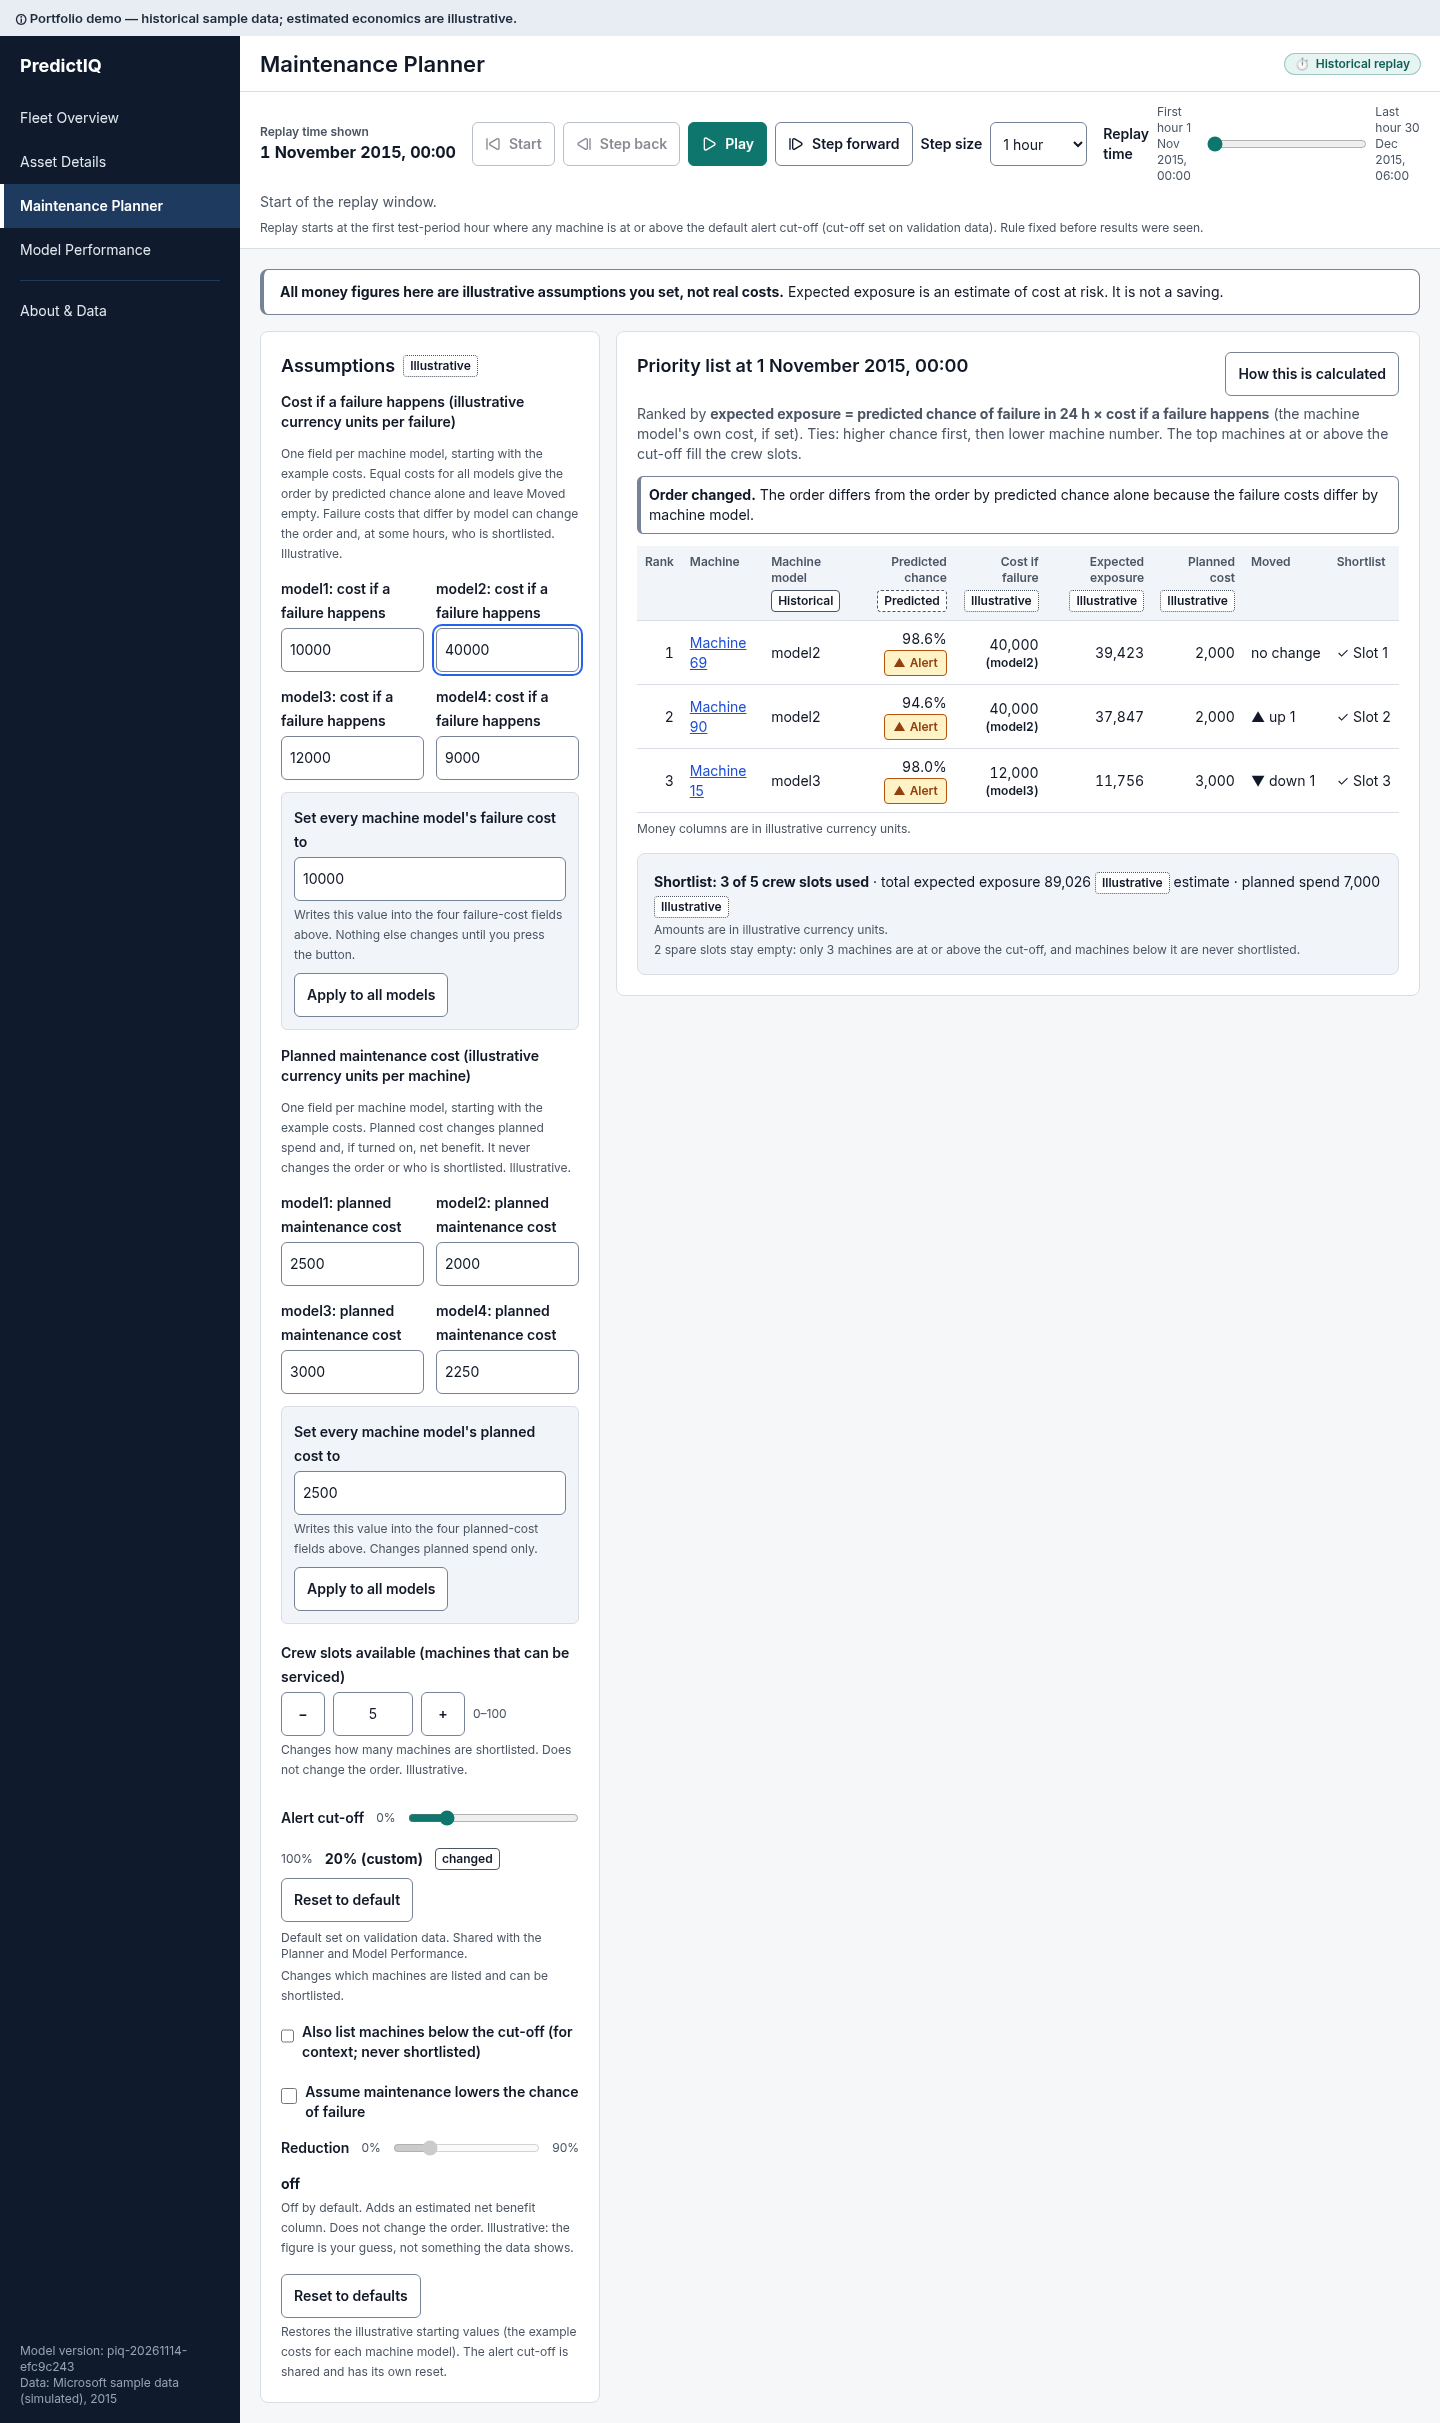 Portfolio demo — historical sample data; estimated economics are illustrative.
PredictIQ
Fleet Overview
Asset Details
Maintenance Planner
Model Performance
About & Data
Model version: piq-20261114-
efc9c243
Data: Microsoft sample data
(simulated), 2015
Maintenance Planner
Historical replay
Replay time shown
1 November 2015, 00:00
Start
Step back
Play
Step forward
Step size
1 hour
Replay
time
First
hour 1
Nov
2015,
00:00
Last
hour 30
Dec
2015,
06:00
Start of the replay window.
Replay starts at the first test-period hour where any machine is at or above the default alert cut-off (cut-off set on validation data). Rule fixed before results were seen.
All money figures here are illustrative assumptions you set, not real costs. Expected exposure is an estimate of cost at risk. It is not a saving.
Assumptions Illustrative
Cost if a failure happens (illustrative
currency units per failure)
One field per machine model, starting with the
example costs. Equal costs for all models give the
order by predicted chance alone and leave Moved
empty. Failure costs that differ by model can change
the order and, at some hours, who is shortlisted.
Illustrative.
model1: cost if a
failure happens
10000
model2: cost if a
failure happens
40000
model3: cost if a
failure happens
12000
model4: cost if a
failure happens
9000
Set every machine model's failure cost
to
10000
Writes this value into the four failure-cost fields
above. Nothing else changes until you press
the button.
Apply to all models
Planned maintenance cost (illustrative
currency units per machine)
One field per machine model, starting with the
example costs. Planned cost changes planned
spend and, if turned on, net benefit. It never
changes the order or who is shortlisted. Illustrative.
model1: planned
maintenance cost
2500
model2: planned
maintenance cost
2000
model3: planned
maintenance cost
3000
model4: planned
maintenance cost
2250
Set every machine model's planned
cost to
2500
Writes this value into the four planned-cost
fields above. Changes planned spend only.
Apply to all models
Crew slots available (machines that can be
serviced)
− 5 + 0–100
Changes how many machines are shortlisted. Does
not change the order. Illustrative.
Alert cut-off 0%
100% 20% (custom) changed
Reset to default
Default set on validation data. Shared with the
Planner and Model Performance.
Changes which machines are listed and can be
shortlisted.
Also list machines below the cut-off (for
context; never shortlisted)
Assume maintenance lowers the chance
of failure
Reduction 0% 90%
off
Off by default. Adds an estimated net benefit
column. Does not change the order. Illustrative: the
figure is your guess, not something the data shows.
Reset to defaults
Restores the illustrative starting values (the example
costs for each machine model). The alert cut-off is
shared and has its own reset.
Priority list at 1 November 2015, 00:00
How this is calculated
Ranked by expected exposure = predicted chance of failure in 24 h × cost if a failure happens (the machine
model's own cost, if set). Ties: higher chance first, then lower machine number. The top machines at or above the
cut-off fill the crew slots.
Order changed. The order differs from the order by predicted chance alone because the failure costs differ by
machine model.
Rank
Machine
Machine
model
Historical
Predicted
chance
Predicted
Cost if
failure
Illustrative
Expected
exposure
Illustrative
Planned
cost
Illustrative
Moved
Shortlist
1 Machine 69 model2 98.6% ▲ Alert 40,000 (model2) 39,423 2,000 no change ✓ Slot 1
2 Machine 90 model2 94.6% ▲ Alert 40,000 (model2) 37,847 2,000 ▲ up 1 ✓ Slot 2
3 Machine 15 model3 98.0% ▲ Alert 12,000 (model3) 11,756 3,000 ▼ down 1 ✓ Slot 3
Money columns are in illustrative currency units.
Shortlist: 3 of 5 crew slots used · total expected exposure 89,026 Illustrative estimate · planned spend 7,000
Illustrative
Amounts are in illustrative currency units.
2 spare slots stay empty: only 3 machines are at or above the cut-off, and machines below it are never shortlisted.